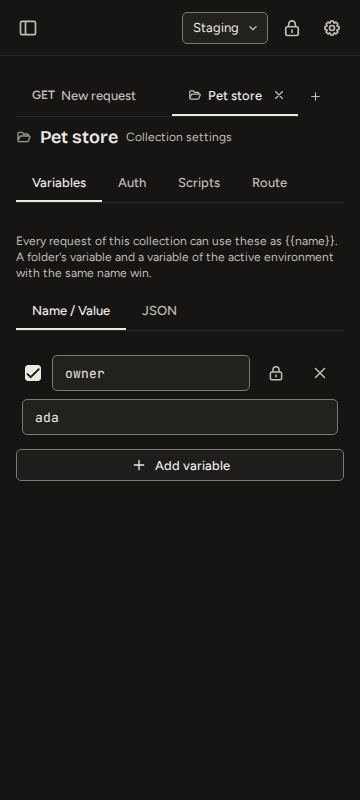 Staging
GET New request
Pet store
Pet store Collection settings
Variables Auth Scripts Route
Every request of this collection can use these as {{name}}.
A folder's variable and a variable of the active environment
with the same name win.
Name / Value JSON
owner
ada
Add variable